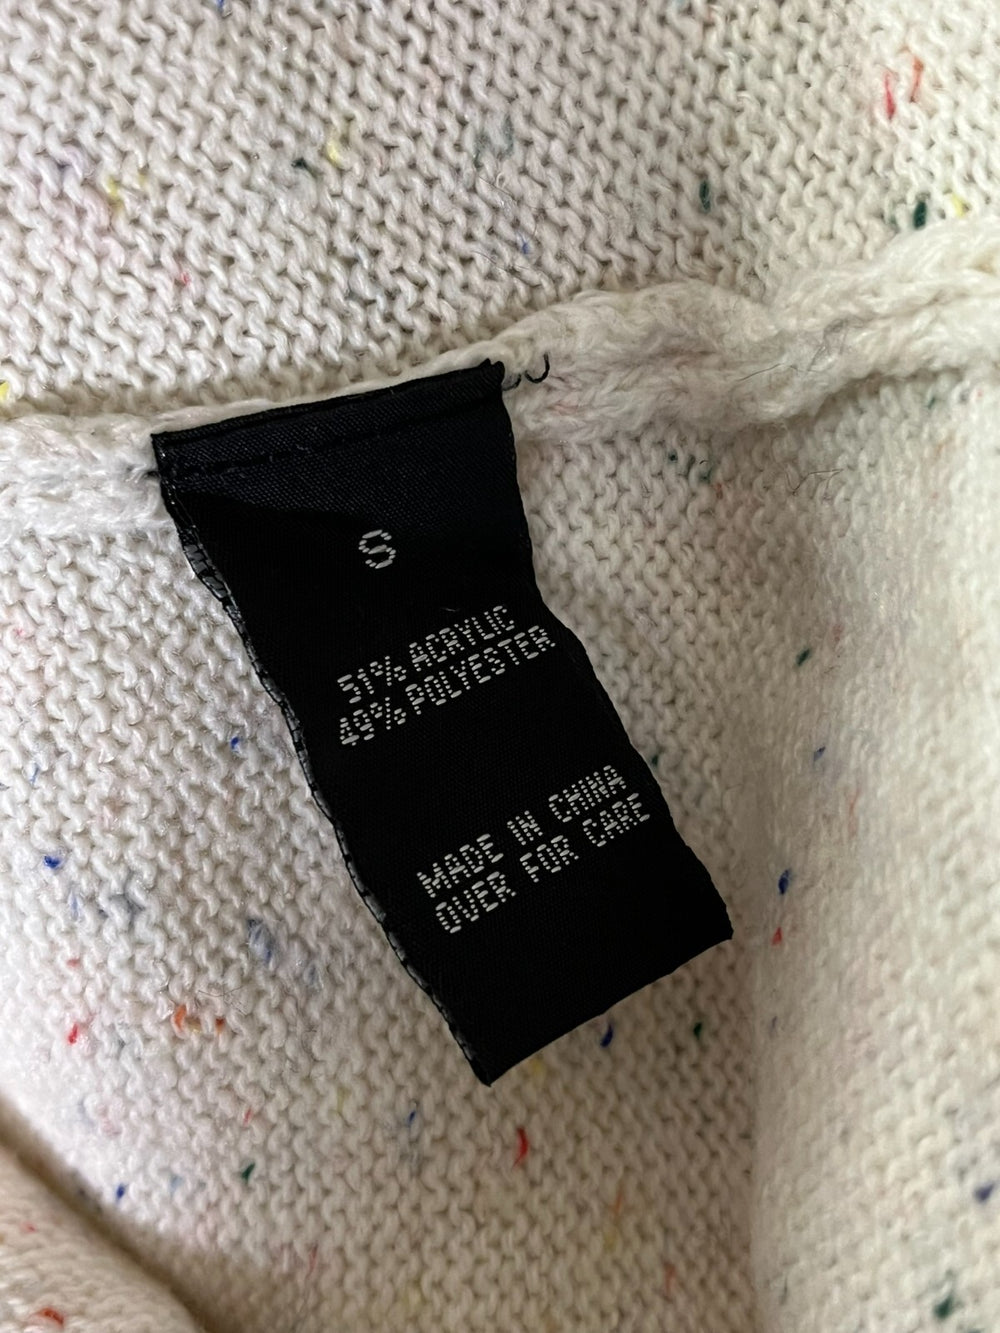 S
51% ACRYLIC
49% POLYESTER
MADE IN CHINA
OVER FOR CARE